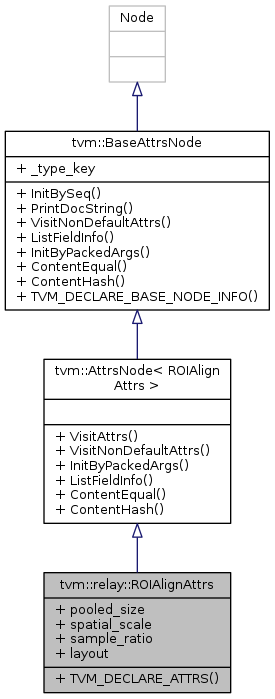 Node
tvm::BaseAttrsNode
+ _type_key
+ InitBySeq()
+ PrintDocString()
+ VisitNonDefaultAttrs()
+ ListFieldInfo()
+ InitByPackedArgs()
+ ContentEqual()
+ ContentHash()
+ TVM_DECLARE_BASE_NODE_INFO()
tvm::AttrsNode< ROIAlign
Attrs >
+ VisitAttrs()
+ VisitNonDefaultAttrs()
+ InitByPackedArgs()
+ ListFieldInfo()
+ ContentEqual()
+ ContentHash()
tvm::relay::ROIAlignAttrs
+ pooled_size
+ spatial_scale
+ sample_ratio
+ layout
+ TVM_DECLARE_ATTRS()